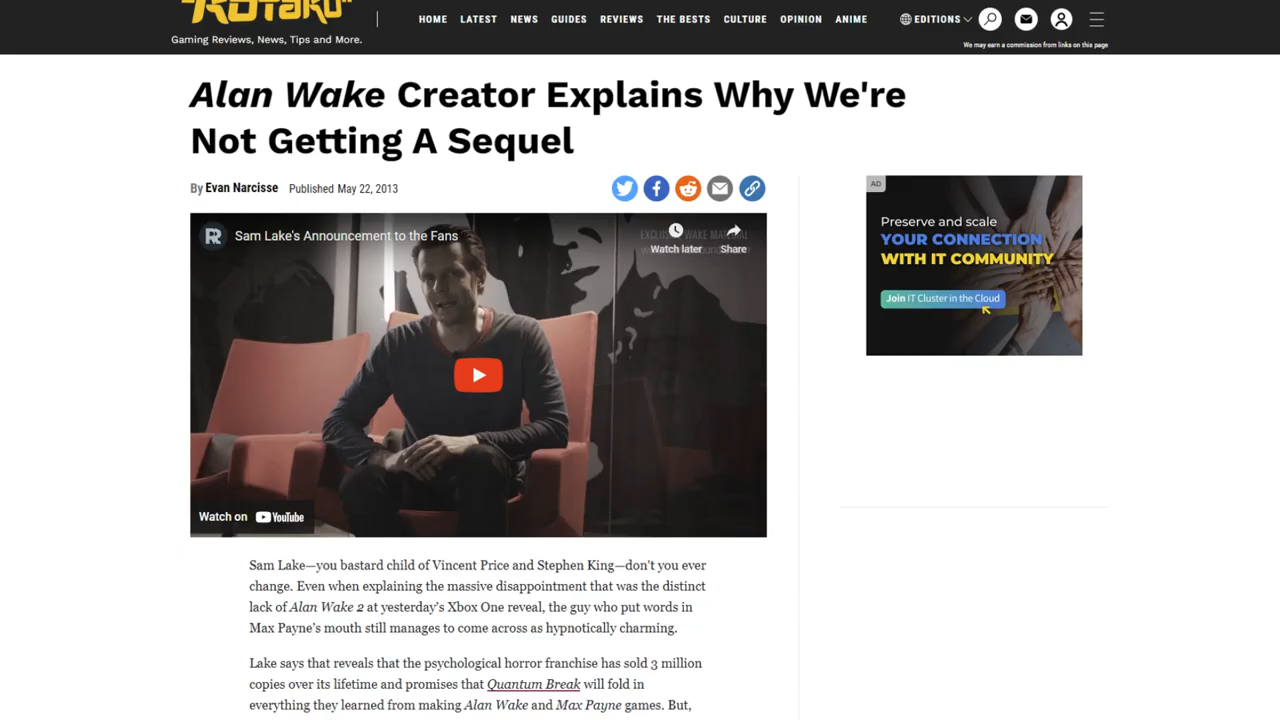 KOTAKU
Gaming Reviews, News, Tips and More.
HOME LATEST NEWS GUIDES REVIEWS THE BESTS CULTURE OPINION ANIME
EDITIONS
We may earn a commission from links on this page
Alan Wake Creator Explains Why We're
Not Getting A Sequel
By Evan Narcisse Published May 22, 2013
Sam Lake's Announcement to the Fans
Watch later
Share
Watch on YouTube
AD
Preserve and scale
YOUR CONNECTION
WITH IT COMMUNITY
Join IT Cluster in the Cloud
Sam Lake—you bastard child of Vincent Price and Stephen King—don't you ever
change. Even when explaining the massive disappointment that was the distinct
lack of Alan Wake 2 at yesterday's Xbox One reveal, the guy who put words in
Max Payne's mouth still manages to come across as hypnotically charming.
Lake says that reveals that the psychological horror franchise has sold 3 million
copies over its lifetime and promises that Quantum Break will fold in
everything they learned from making Alan Wake and Max Payne games. But,